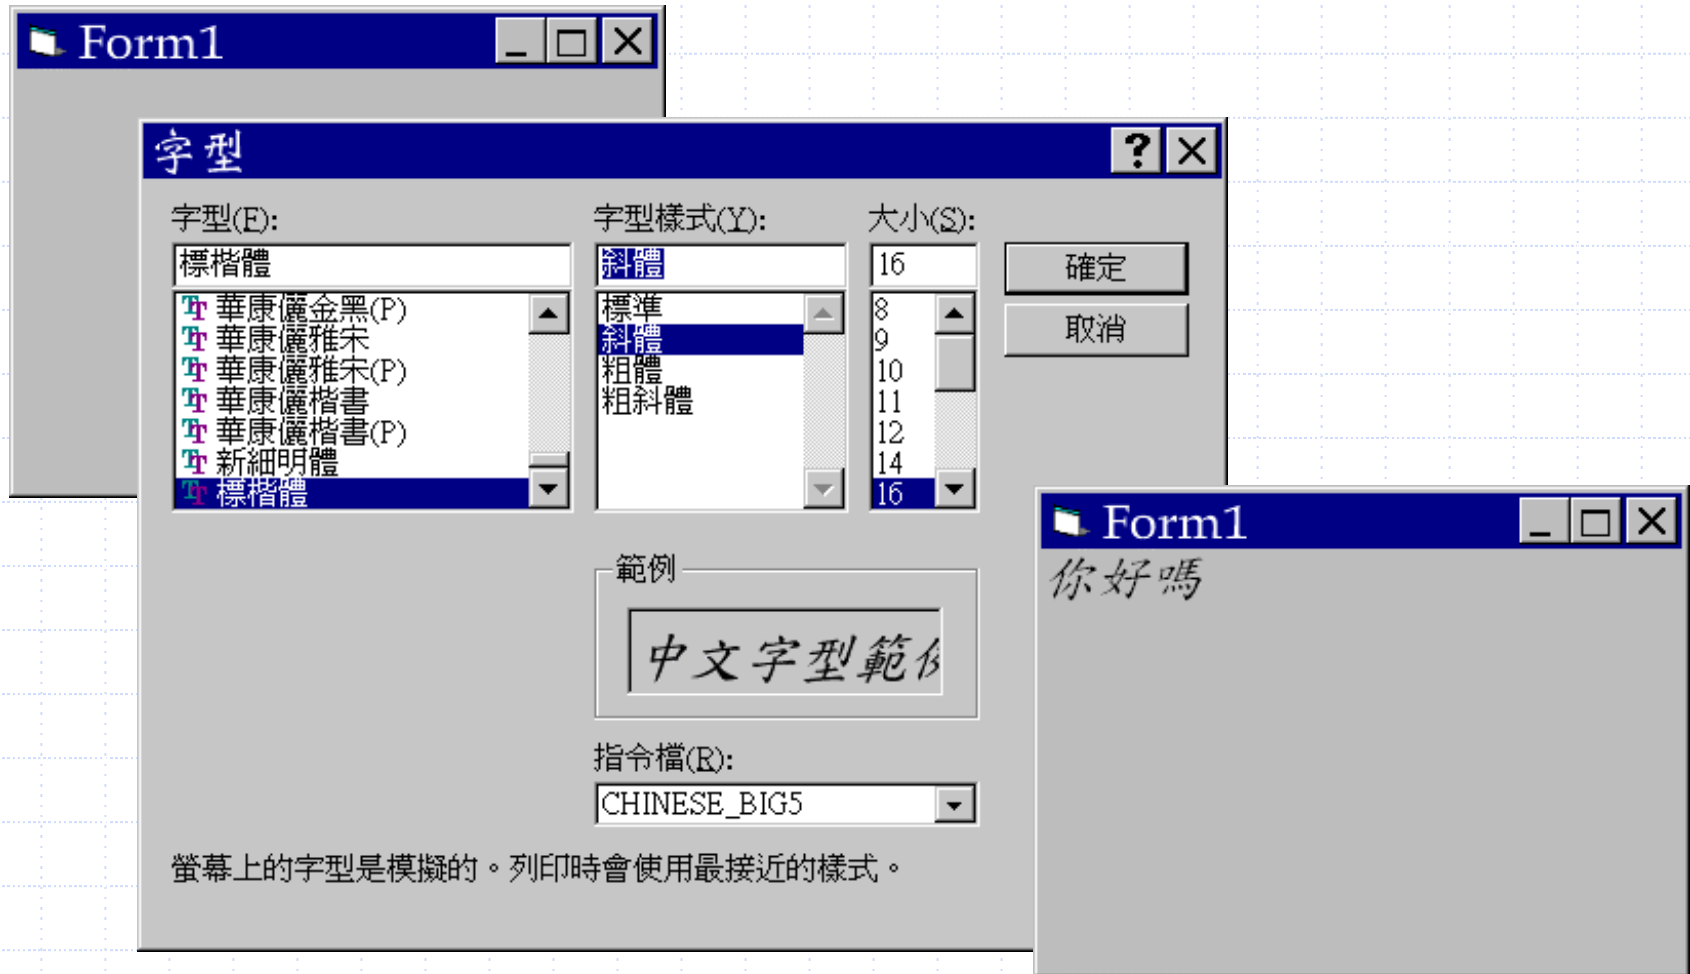 Form1
字型
字型(F):
標楷體
華康儷金黑(P)
華康儷雅宋
華康儷雅宋(P)
華康儷楷書
華康儷楷書(P)
新細明體
標楷體
字型樣式(Y):
斜體
標準
斜體
粗體
粗斜體
大小(S):
16
8
9
10
11
12
14
16
確定
取消
範例
中文字型範例
指令檔(R):
CHINESE_BIG5
螢幕上的字型是模擬的。列印時會使用最接近的樣式。
Form1
你好嗎